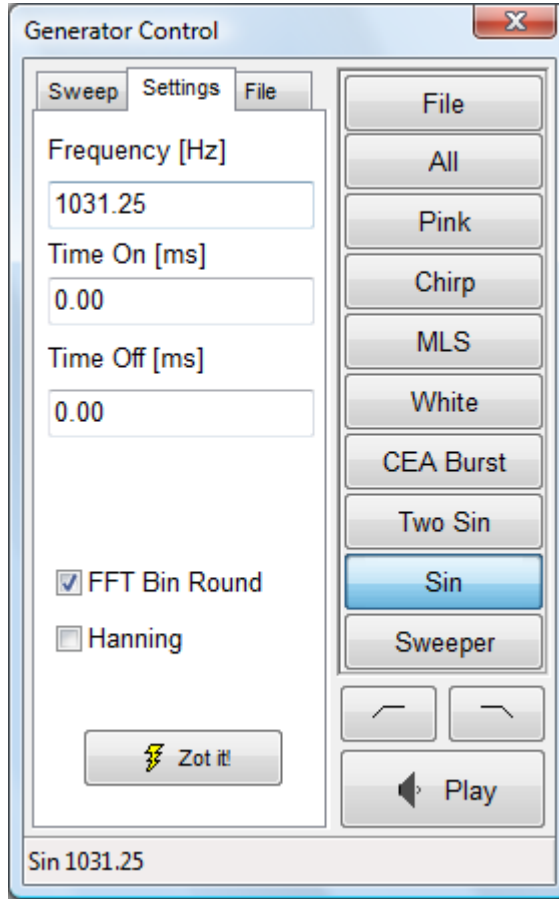 Generator Control
Sweep
Settings
File
Frequency [Hz]
1031.25
Time On [ms]
0.00
Time Off [ms]
0.00
FFT Bin Round
Hanning
Zot it!
File
All
Pink
Chirp
MLS
White
CEA Burst
Two Sin
Sin
Sweeper
Play
Sin 1031.25